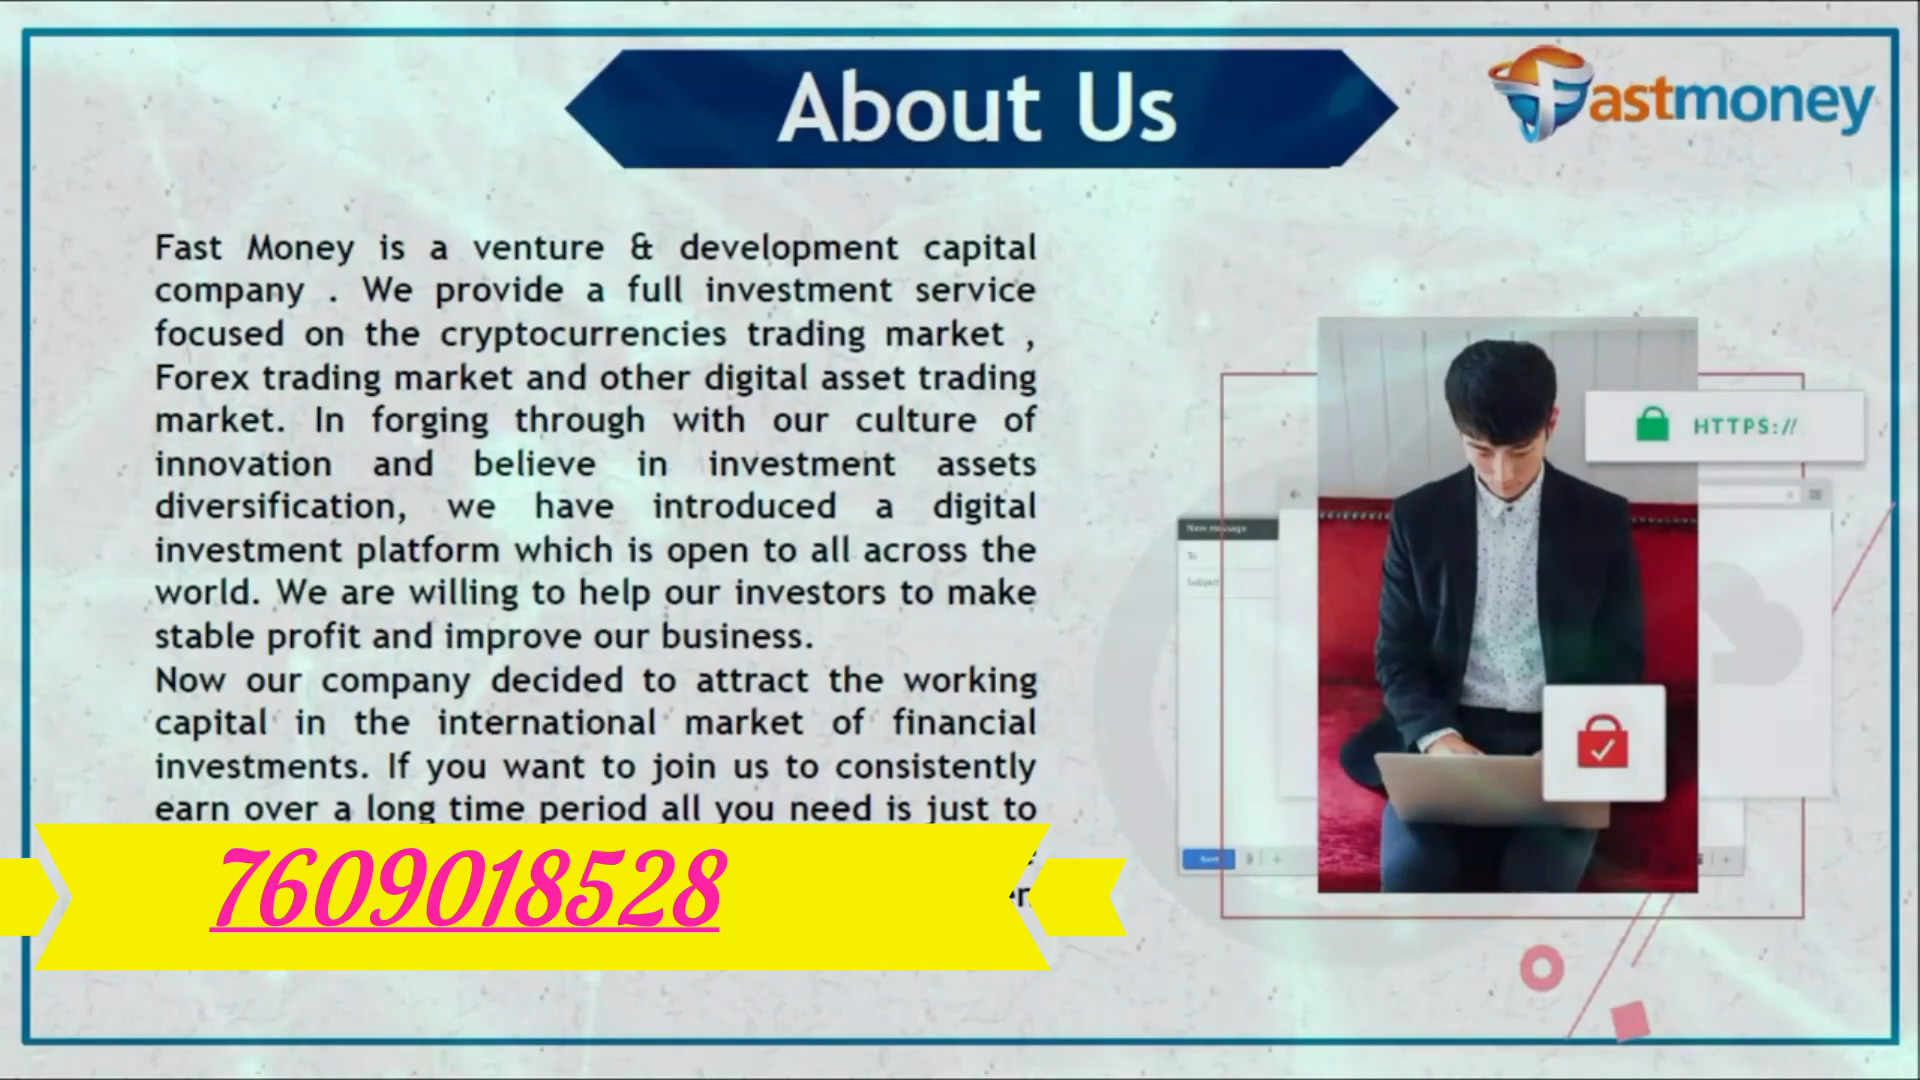 About Us
Fastmoney
Fast Money is a venture & development capital
company . We provide a full investment service
focused on the cryptocurrencies trading market ,
Forex trading market and other digital asset trading
market. In forging through with our culture of
innovation and believe in investment assets
diversification, we have introduced a digital
investment platform which is open to all across the
world. We are willing to help our investors to make
stable profit and improve our business.
Now our company decided to attract the working
capital in the international market of financial
investments. If you want to join us to consistently
earn over a long time period all you need is just to
7609018528
HTTPS://
New message
To
Subject
Send